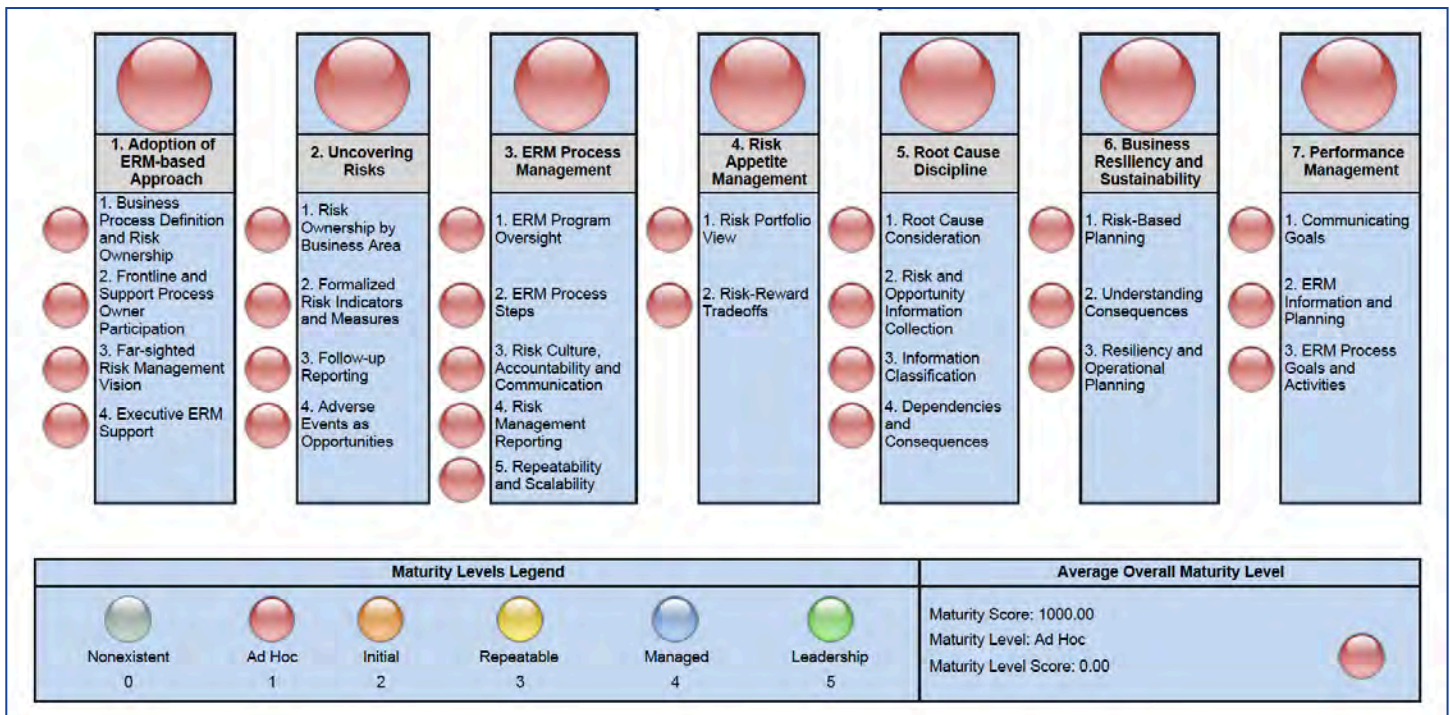 1. Adoption of
ERM-based
Approach
1. Business
Process Definition
and Risk
Ownership
2. Frontline and
Support Process
Owner
Participation
3. Far-sighted
Risk Management
Vision
4. Executive ERM
Support
2. Uncovering
Risks
1. Risk
Ownership by
Business Area
2. Formalized
Risk Indicators
and Measures
3. Follow-up
Reporting
4. Adverse
Events as
Opportunities
3. ERM Process
Management
1. ERM Program
Oversight
2. ERM Process
Steps
3. Risk Culture,
Accountability and
Communication
4. Risk
Management
Reporting
5. Repeatability
and Scalability
4. Risk
Appetite
Management
1. Risk Portfolio
View
2. Risk-Reward
Tradeoffs
5. Root Cause
Discipline
1. Root Cause
Consideration
2. Risk and
Opportunity
Information
Collection
3. Information
Classification
4. Dependencies
and
Consequences
6. Business
Resiliency and
Sustainability
1. Risk-Based
Planning
2. Understanding
Consequences
3. Resiliency and
Operational
Planning
7. Performance
Management
1. Communicating
Goals
2. ERM
Information and
Planning
3. ERM Process
Goals and
Activities
Maturity Levels Legend
Nonexistent
0
Ad Hoc
1
Initial
2
Repeatable
3
Managed
4
Leadership
5
Average Overall Maturity Level
Maturity Score: 1000.00
Maturity Level: Ad Hoc
Maturity Level Score: 0.00